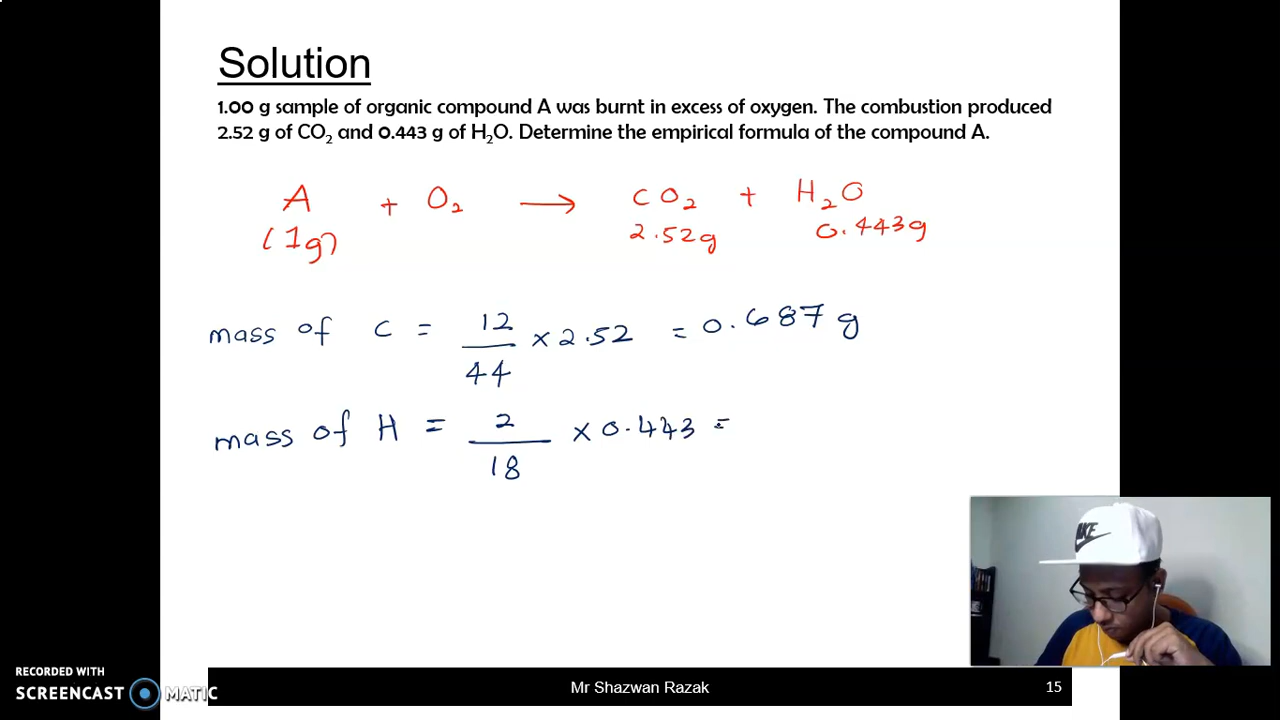 Solution
1.00 g sample of organic compound A was burnt in excess of oxygen. The combustion produced
2.52 g of CO₂ and 0.443 g of H₂O. Determine the empirical formula of the compound A.
A + O₂ → CO₂ + H₂O
(1g) 2.52g 0.443g
mass of C = 12/44 × 2.52 = 0.687 g
mass of H = 2/18 × 0.443 =
RECORDED WITH
SCREENCAST MATIC
Mr Shazwan Razak
15